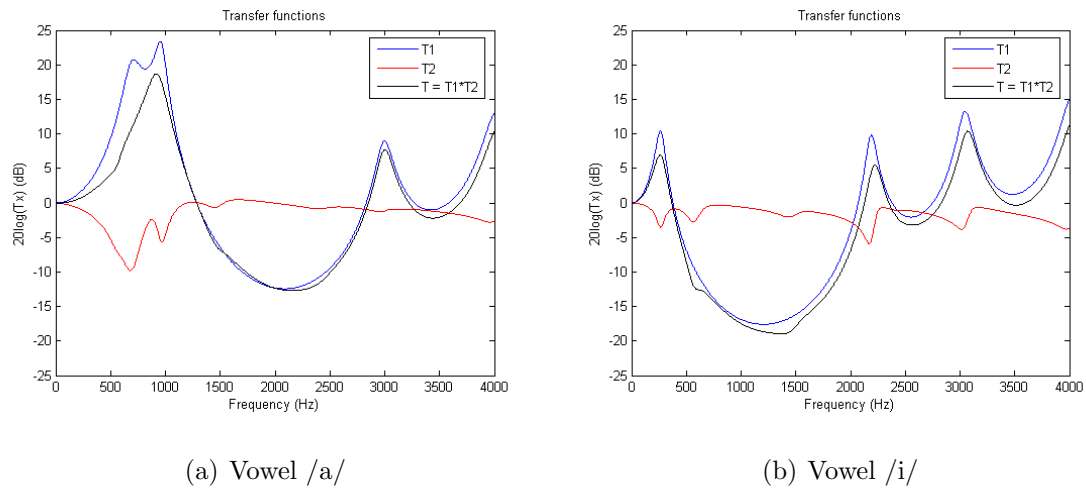 Transfer functions
25
20
15
10
5
0
-5
-10
-15
-20
-25
20log(Tx) (dB)
T1
T2
T = T1*T2
0 500 1000 1500 2000 2500 3000 3500 4000
Frequency (Hz)
(a) Vowel /a/
Transfer functions
25
20
15
10
5
0
-5
-10
-15
-20
-25
20log(Tx) (dB)
T1
T2
T = T1*T2
0 500 1000 1500 2000 2500 3000 3500 4000
Frequency (Hz)
(b) Vowel /i/